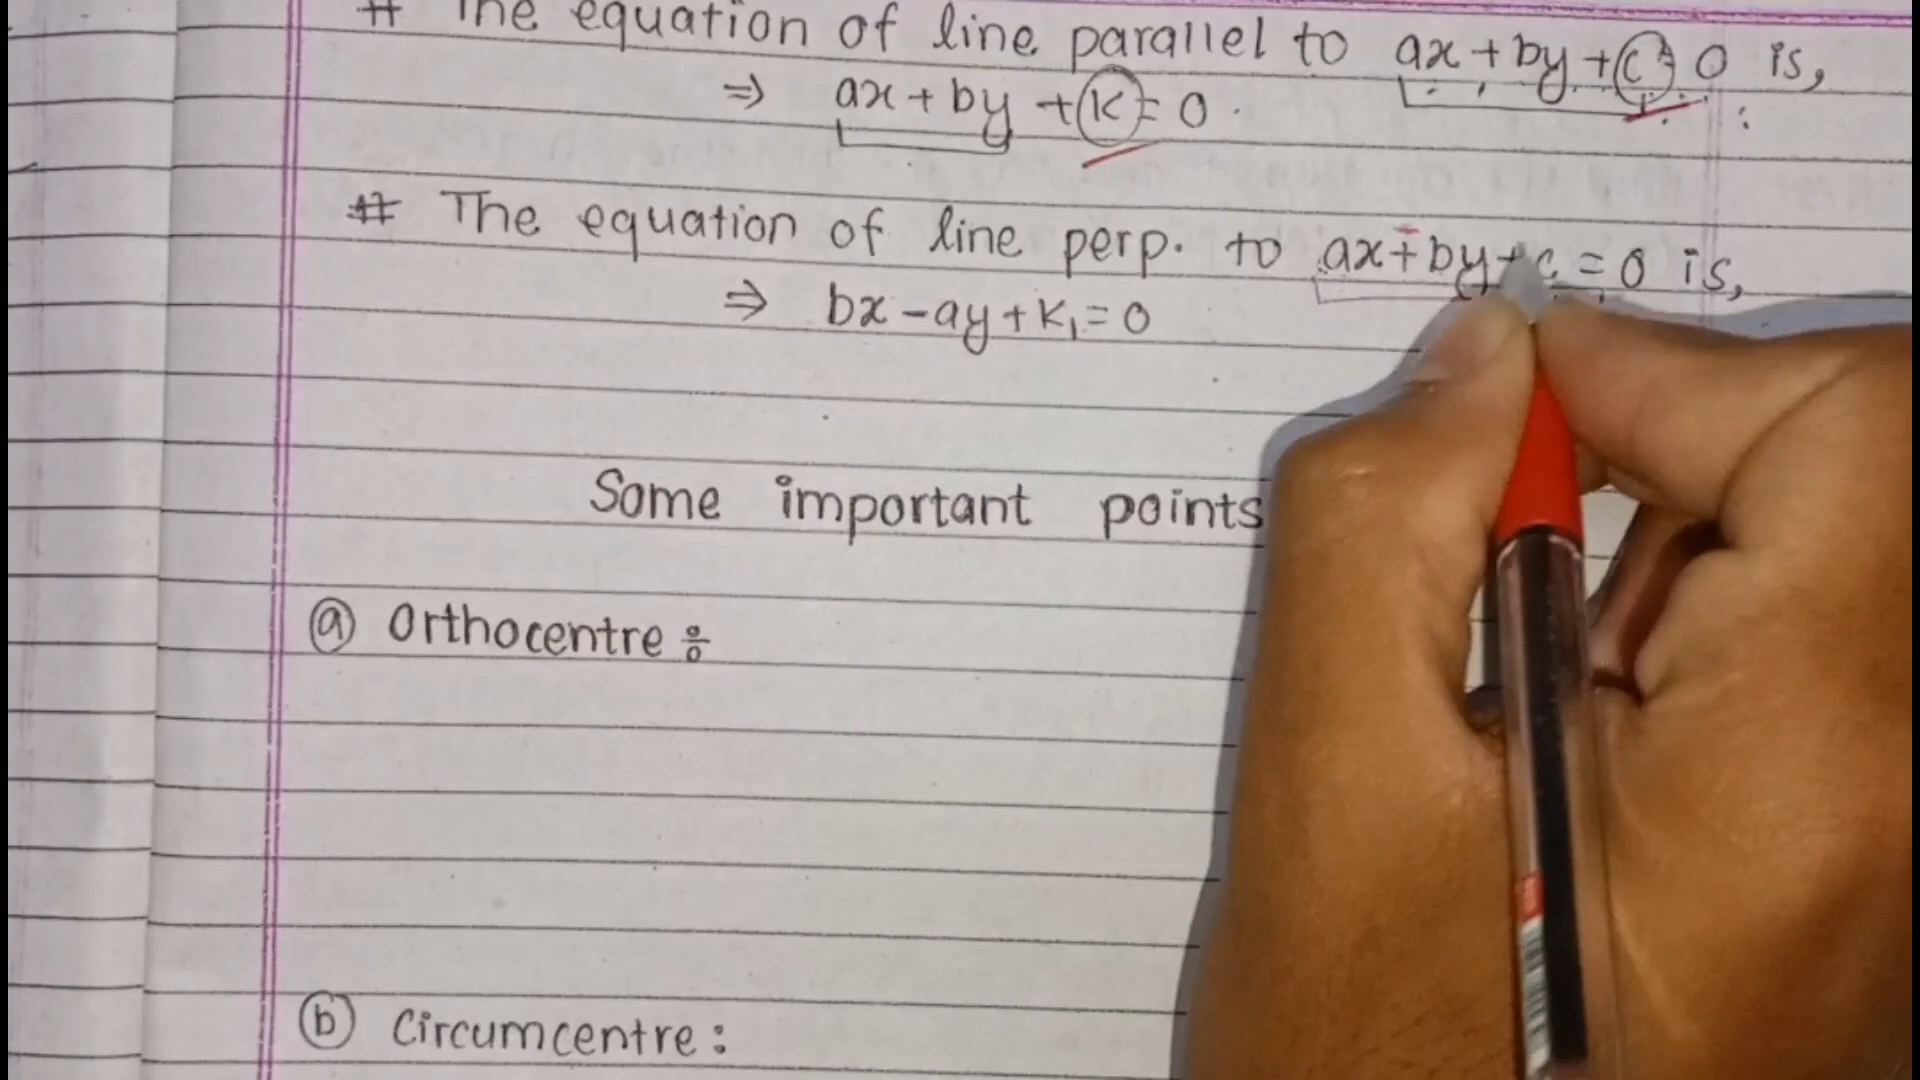 # The equation of line parallel to ax+by+c=0 is,
⇒ ax+by+k=0.
# The equation of line perp. to ax+by+c=0 is,
⇒ bx-ay+k₁=0
Some important points
ⓐ Orthocentre:
ⓑ Circumcentre: